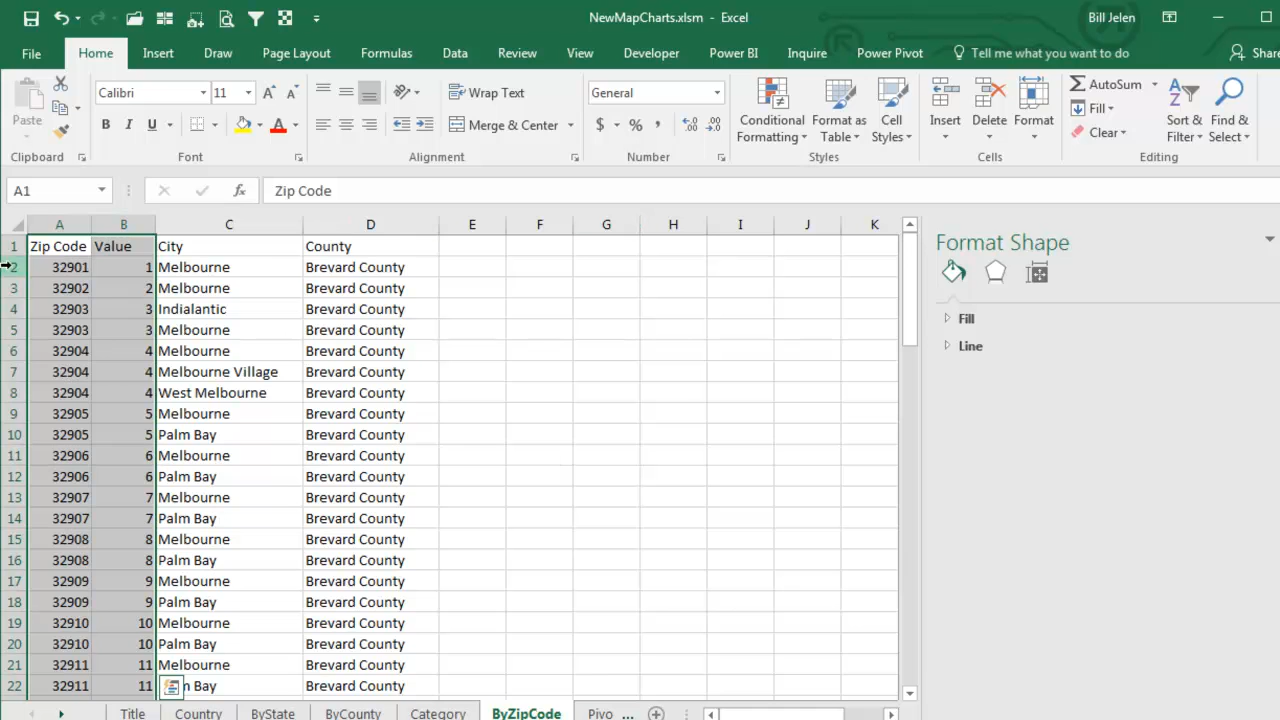 NewMapCharts.xlsm - Excel
Bill Jelen
File Home Insert Draw Page Layout Formulas Data Review View Developer Power BI Inquire Power Pivot Tell me what you want to do Share
Paste
Calibri 11
Wrap Text
General
Conditional Formatting
Format as Table
Cell Styles
Insert
Delete
Format
AutoSum
Fill
Clear
Sort & Filter
Find & Select
B I U A
Merge & Center
$ % ,
Clipboard Font Alignment Number Styles Cells Editing
A1 fx Zip Code
A B C D E F G H I J K
1 Zip Code Value City County
2 32901 1 Melbourne Brevard County
3 32902 2 Melbourne Brevard County
4 32903 3 Indialantic Brevard County
5 32903 3 Melbourne Brevard County
6 32904 4 Melbourne Brevard County
7 32904 4 Melbourne Village Brevard County
8 32904 4 West Melbourne Brevard County
9 32905 5 Melbourne Brevard County
10 32905 5 Palm Bay Brevard County
11 32906 6 Melbourne Brevard County
12 32906 6 Palm Bay Brevard County
13 32907 7 Melbourne Brevard County
14 32907 7 Palm Bay Brevard County
15 32908 8 Melbourne Brevard County
16 32908 8 Palm Bay Brevard County
17 32909 9 Melbourne Brevard County
18 32909 9 Palm Bay Brevard County
19 32910 10 Melbourne Brevard County
20 32910 10 Palm Bay Brevard County
21 32911 11 Melbourne Brevard County
22 32911 11 m Bay Brevard County
Format Shape
Fill
Line
Title Country ByState ByCounty Category ByZipCode Pivo ...